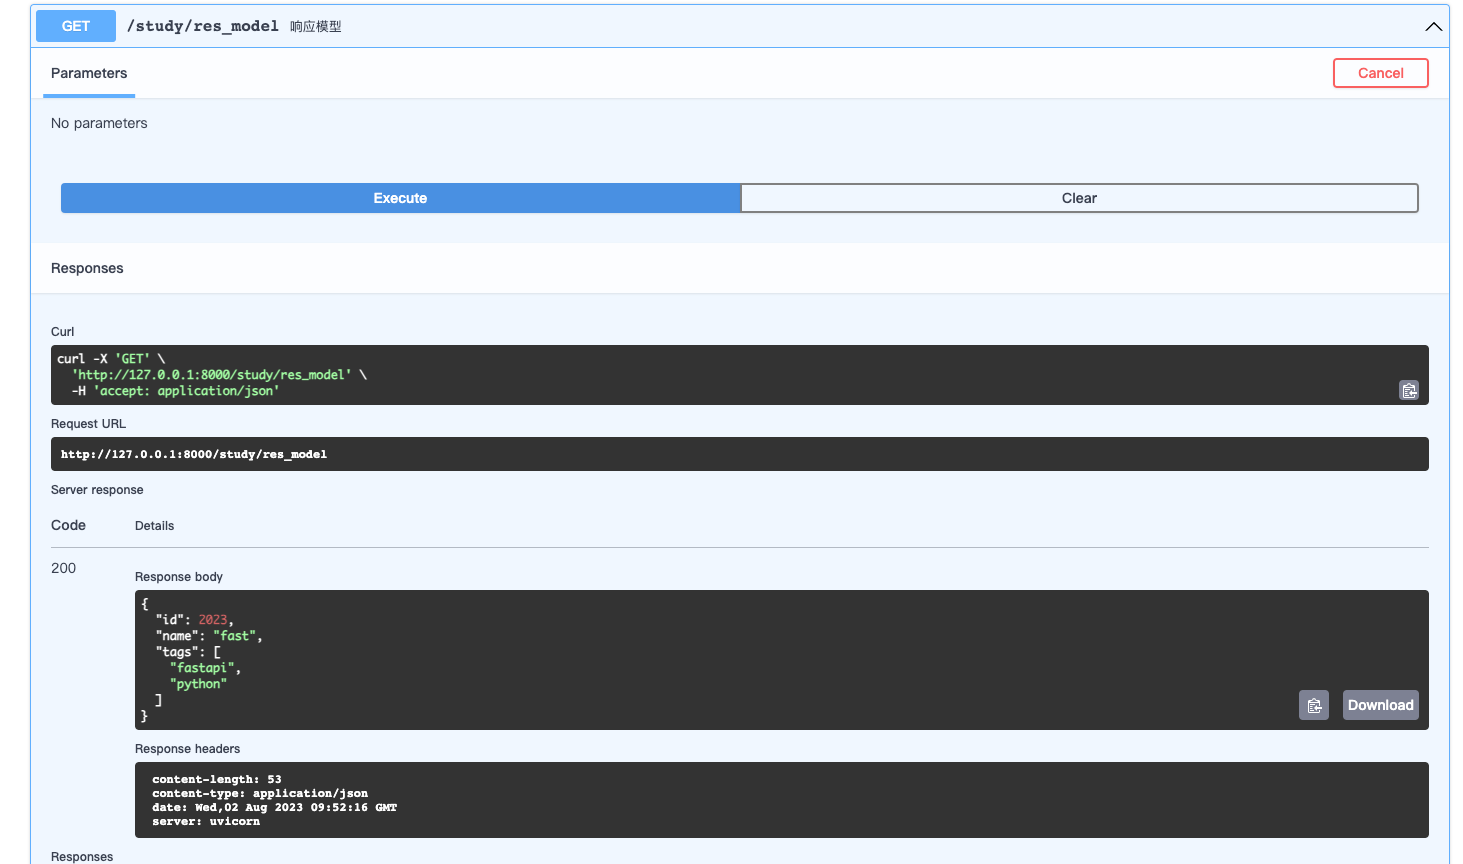 GET /study/res_model 响应模型
Parameters
Cancel
No parameters
Execute
Clear
Responses
Curl
curl -X 'GET' \
'http://127.0.0.1:8000/study/res_model' \
-H 'accept: application/json'
Request URL
http://127.0.0.1:8000/study/res_model
Server response
Code Details
200
Response body
{
"id": 2023,
"name": "fast",
"tags": [
"fastapi",
"python"
]
}
Download
Response headers
content-length: 53
content-type: application/json
date: Wed,02 Aug 2023 09:52:16 GMT
server: uvicorn
Responses